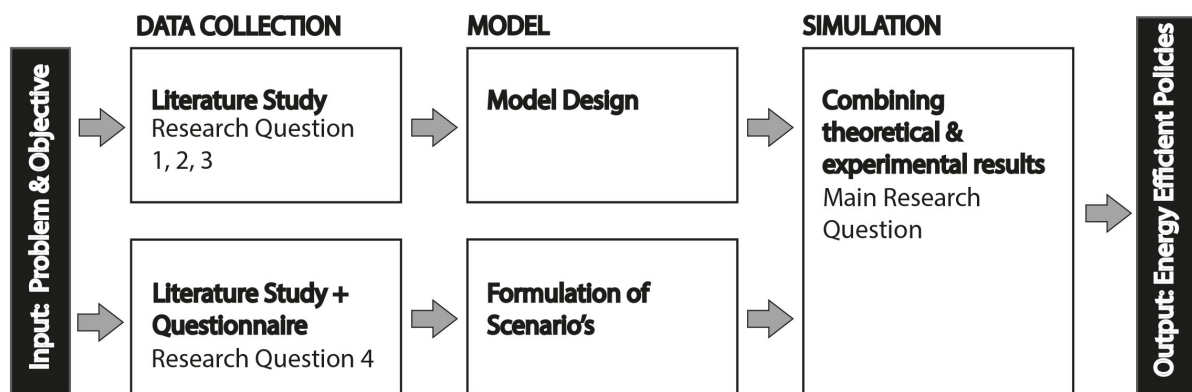 DATA COLLECTION
MODEL
SIMULATION
Input: Problem & Objective
Literature Study
Research Question
1, 2, 3
Model Design
Combining
theoretical &
experimental results
Main Research
Question
Literature Study +
Questionnaire
Research Question 4
Formulation of
Scenario's
Output: Energy Efficient Policies